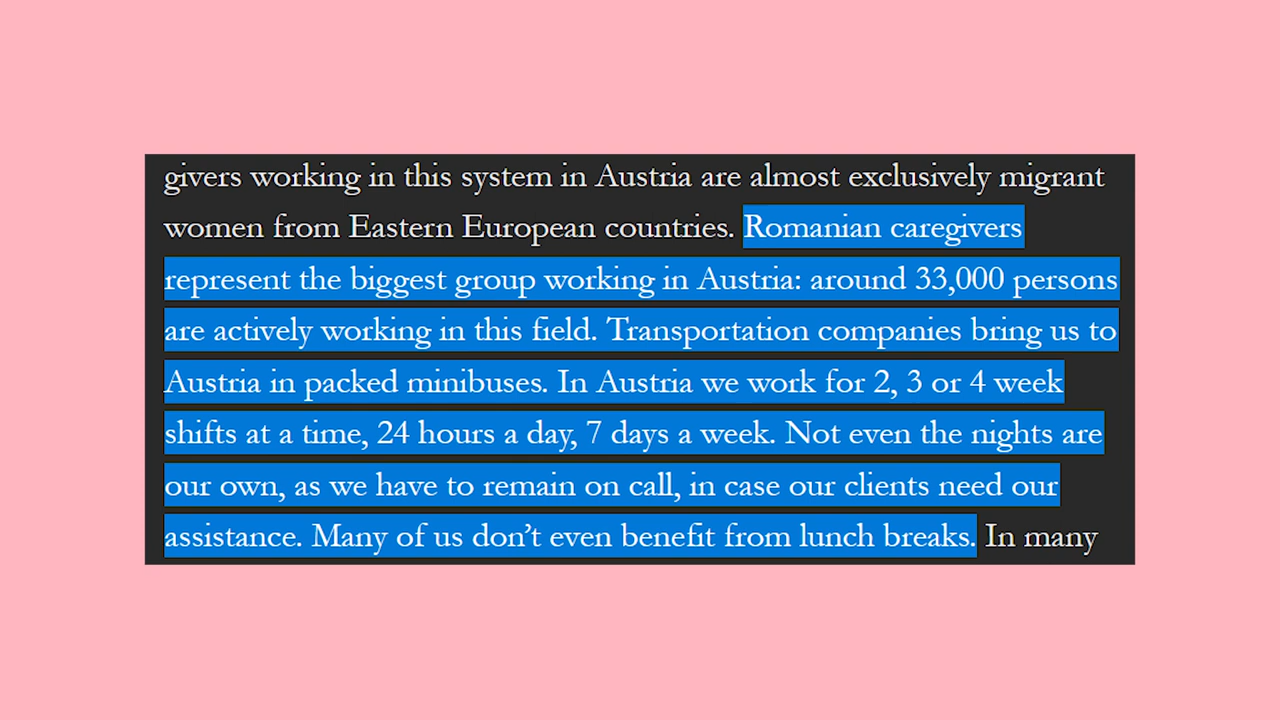 givers working in this system in Austria are almost exclusively migrant
women from Eastern European countries. Romanian caregivers
represent the biggest group working in Austria: around 33,000 persons
are actively working in this field. Transportation companies bring us to
Austria in packed minibuses. In Austria we work for 2, 3 or 4 week
shifts at a time, 24 hours a day, 7 days a week. Not even the nights are
our own, as we have to remain on call, in case our clients need our
assistance. Many of us don’t even benefit from lunch breaks. In many